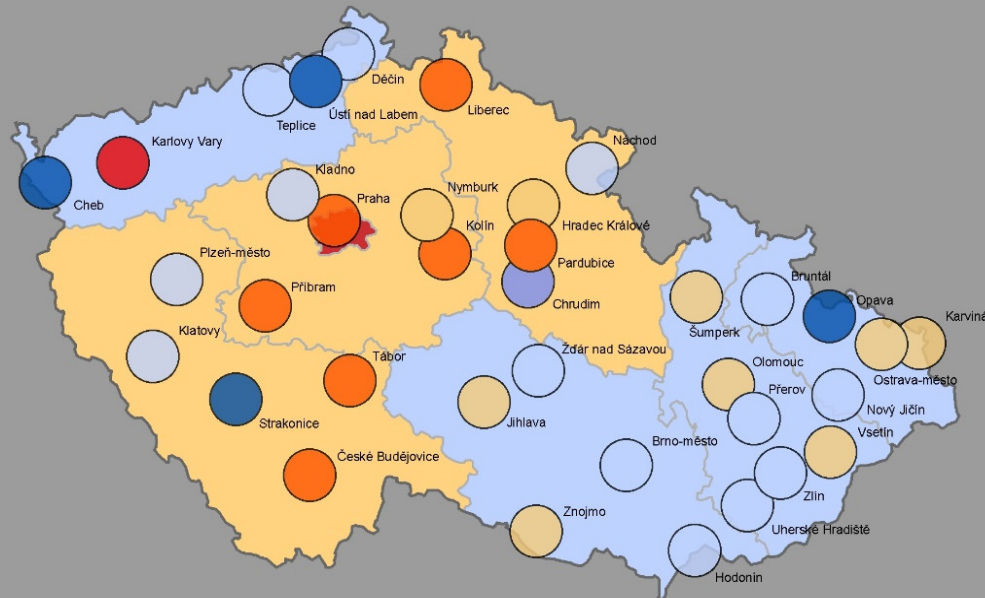 Děčín
Ústí nad Labem
Teplice
Liberec
Karlovy Vary
Cheb
Kladno
Praha
Nymburk
Kolín
Náchod
Hradec Králové
Pardubice
Chrudim
Plzeň-město
Příbram
Klatovy
Tábor
Strakonice
České Budějovice
Žďár nad Sázavou
Jihlava
Brno-město
Znojmo
Šumperk
Bruntál
Opava
Karviná
Ostrava-město
Olomouc
Přerov
Nový Jičín
Vsetín
Zlín
Uherské Hradiště
Hodonín